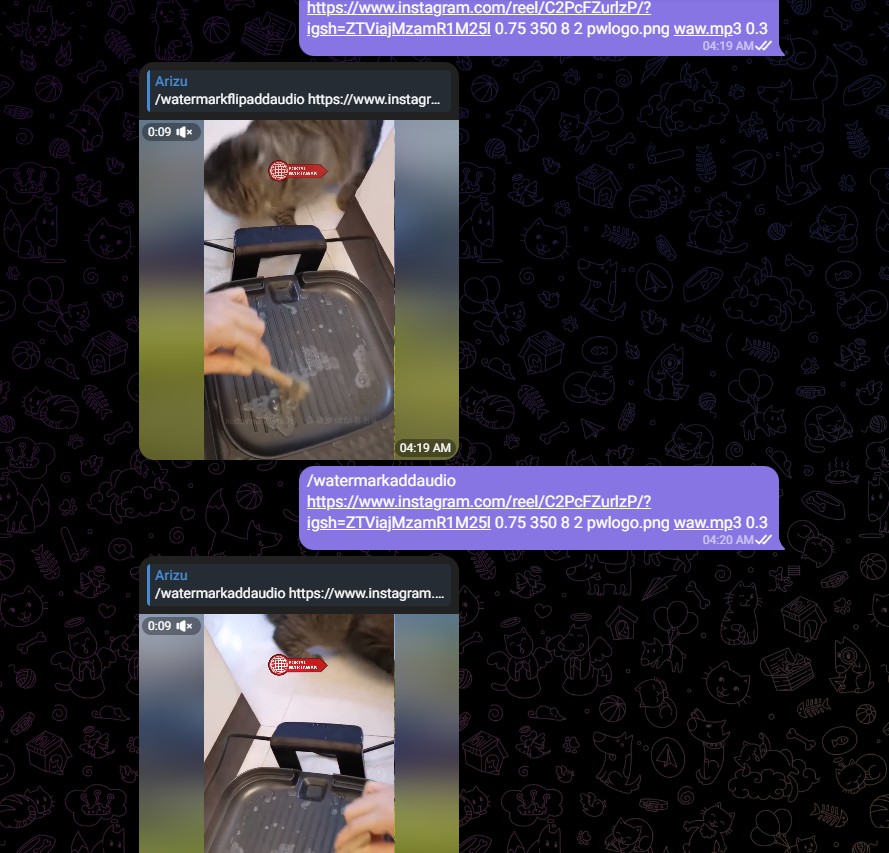 https://www.instagram.com/reel/C2PcFZurlzP/?
igsh=ZTViajMzamR1M25l 0.75 350 8 2 pwlogo.png waw.mp3 0.3
04:19 AM
Arizu
/watermarkflipaddaudio https://www.instagr...
0:09
04:19 AM
/watermarkaddaudio
https://www.instagram.com/reel/C2PcFZurlzP/?
igsh=ZTViajMzamR1M25l 0.75 350 8 2 pwlogo.png waw.mp3 0.3
04:20 AM
Arizu
/watermarkaddaudio https://www.instagram....
0:09